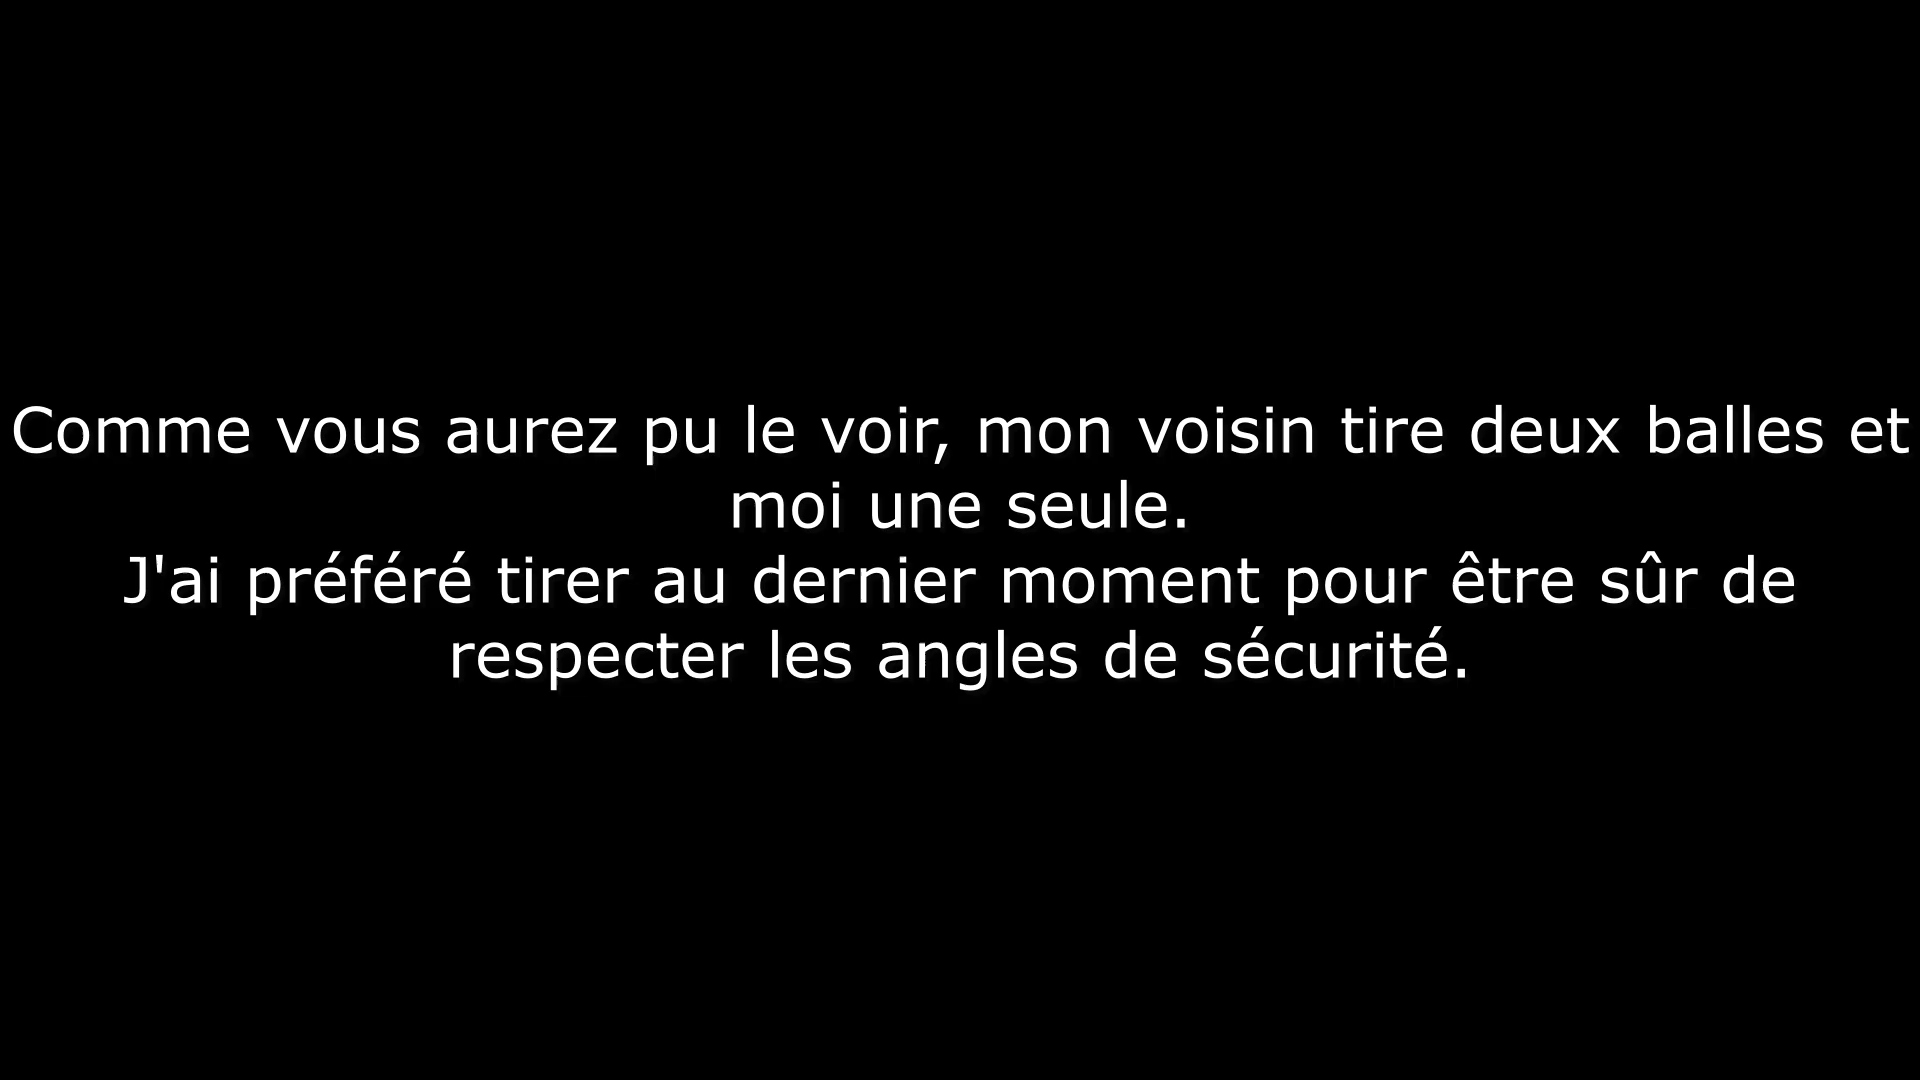 Comme vous aurez pu le voir, mon voisin tire deux balles et
moi une seule.
J'ai préféré tirer au dernier moment pour être sûr de
respecter les angles de sécurité.